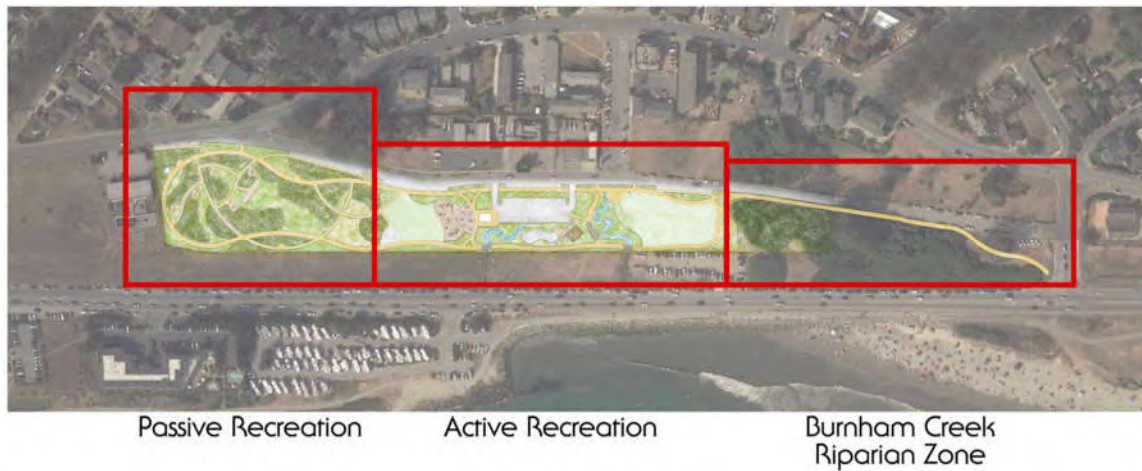 Passive Recreation
Active Recreation
Burnham Creek
Riparian Zone